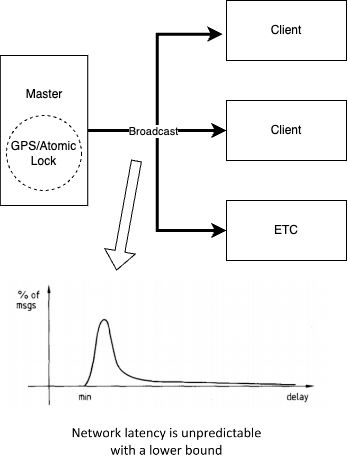 Client
Master
GPS/Atomic
Lock
Broadcast
Client
ETC
% of
msgs
min
delay
Network latency is unpredictable
with a lower bound